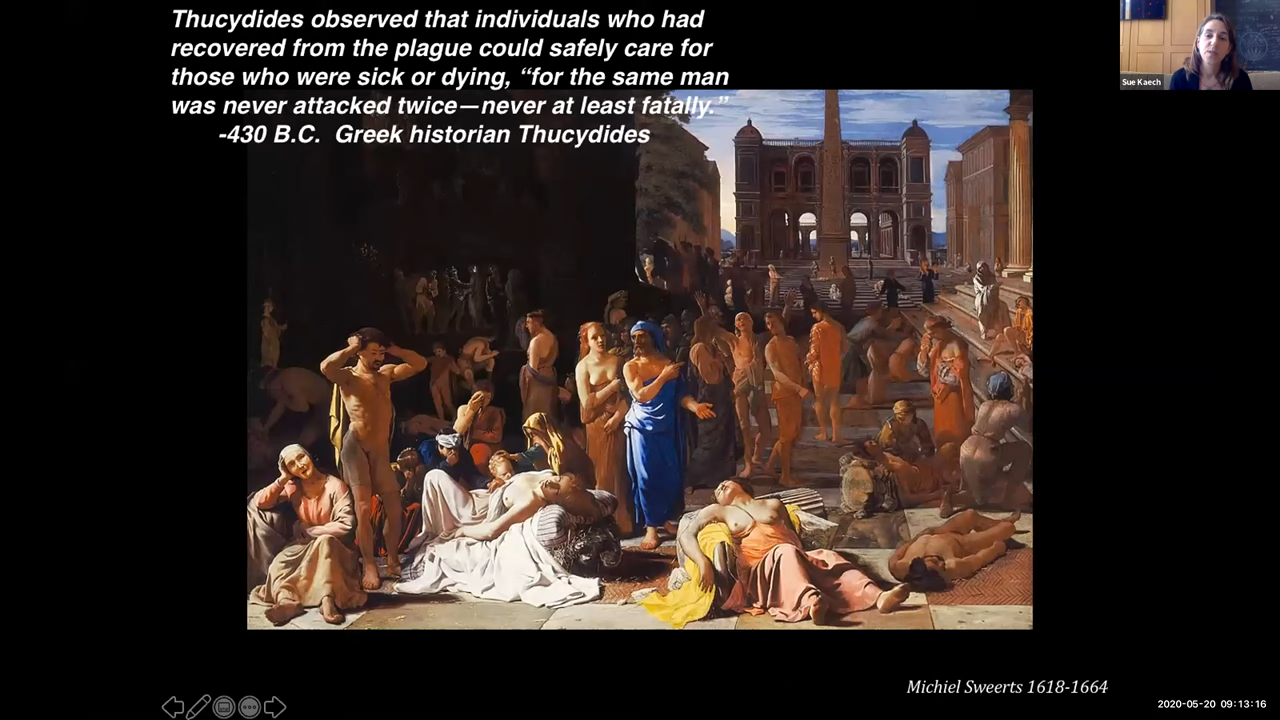 Thucydides observed that individuals who had
recovered from the plague could safely care for
those who were sick or dying, “for the same man
was never attacked twice—never at least fatally.”
-430 B.C.  Greek historian Thucydides
Sue Kaech
Michiel Sweerts 1618-1664
2020-05-20 09:13:16